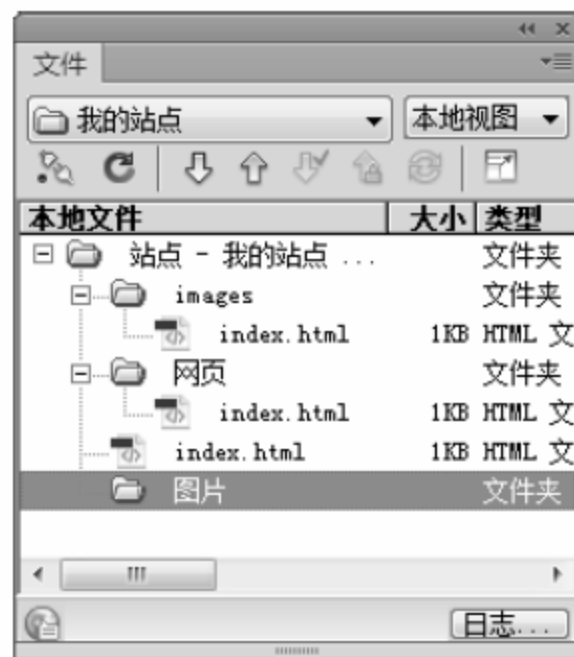 文件
我的站点 本地视图
本地文件 大小 类型
站点 - 我的站点 ... 文件夹
images 文件夹
index.html 1KB HTML 文
网页 文件夹
index.html 1KB HTML 文
index.html 1KB HTML 文
图片 文件夹
日志...